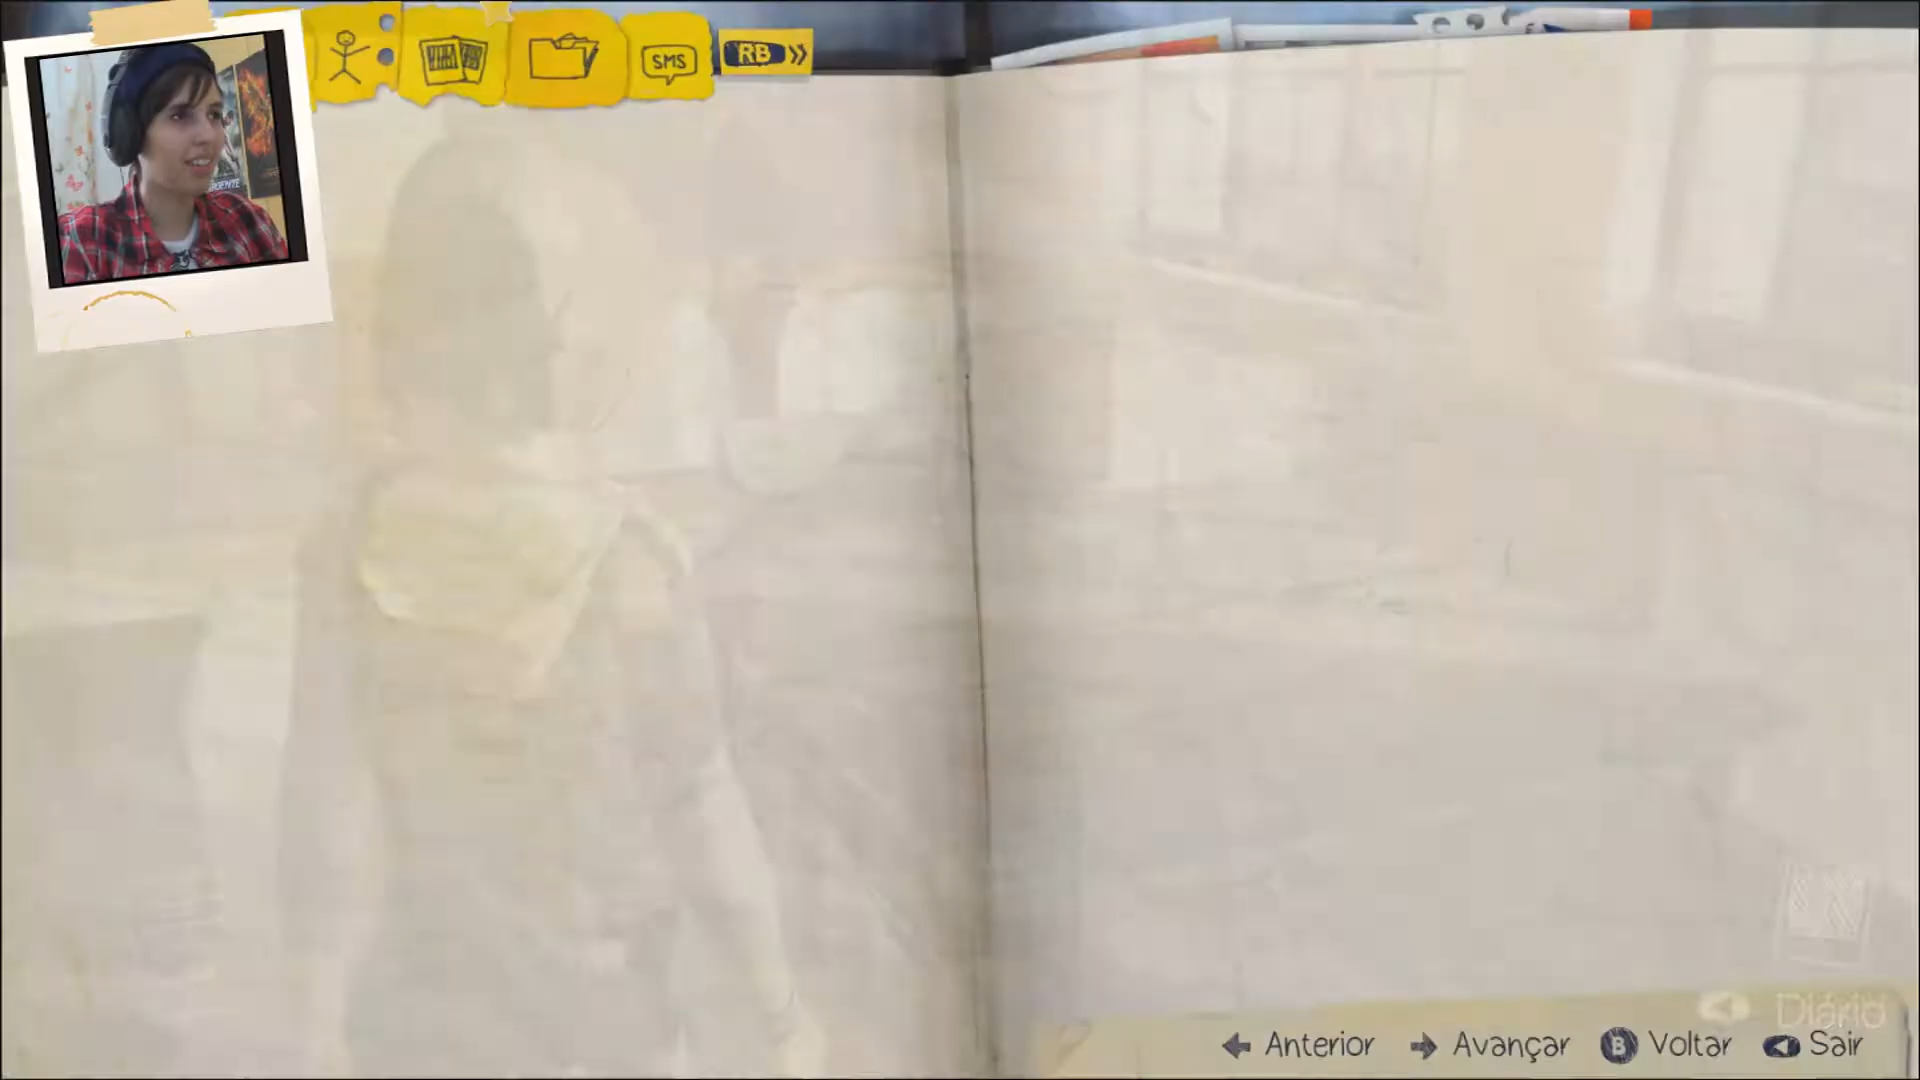 SMS
RB
Diário
Anterior
Avançar
B Voltar
Sair